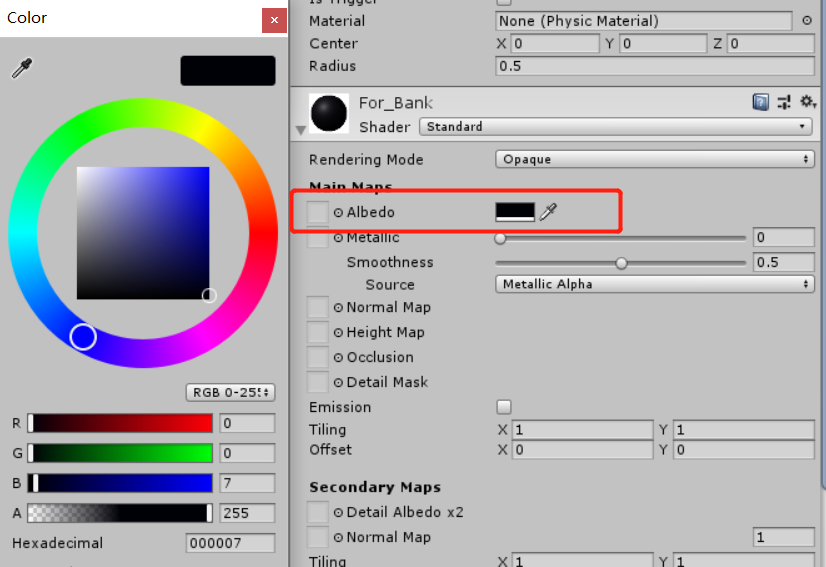 Color
RGB 0-255
R 0
G 0
B 7
A 255
Hexadecimal 000007
Is Trigger
Material None (Physic Material)
Center X 0 Y 0 Z 0
Radius 0.5
For_Bank
Shader Standard
Rendering Mode Opaque
Main Maps
Albedo
Metallic 0
Smoothness 0.5
Source Metallic Alpha
Normal Map
Height Map
Occlusion
Detail Mask
Emission
Tiling X 1 Y 1
Offset X 0 Y 0
Secondary Maps
Detail Albedo x2
Normal Map 1
Tiling X 1 Y 1